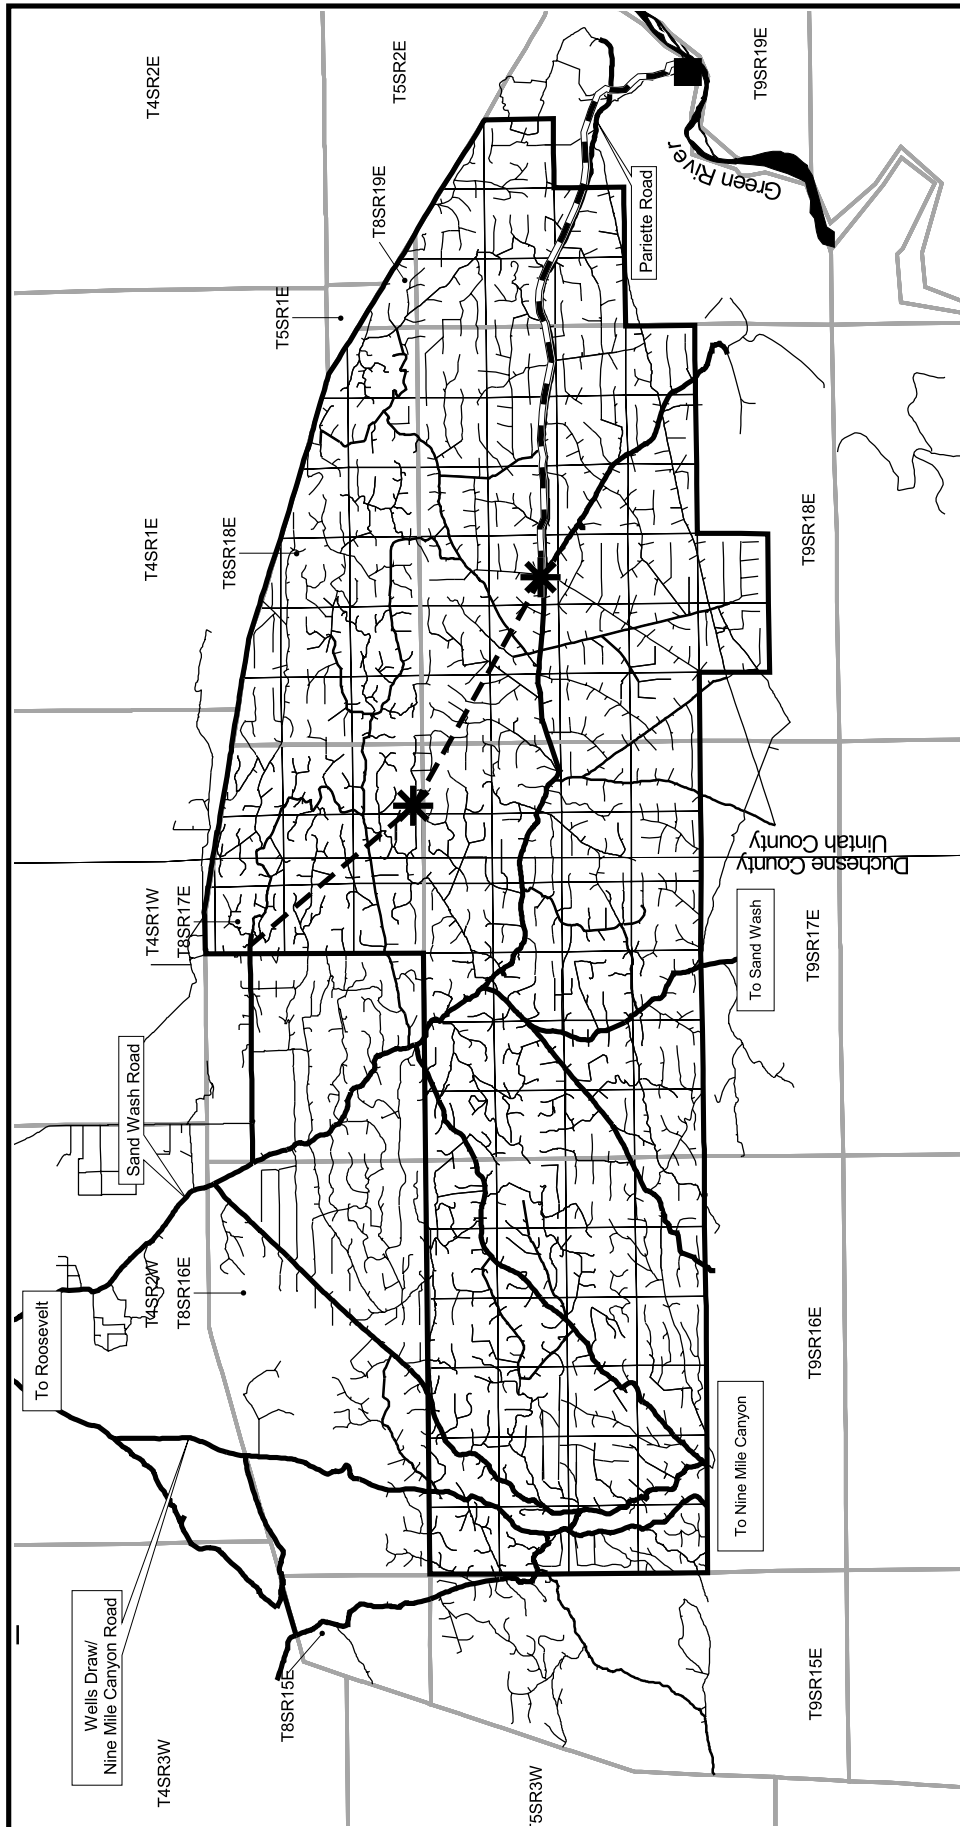 T4SR2E
T5SR2E
T9SR19E
Green River
T8SR19E
Pariette Road
T5SR1E
T4SR1E
T8SR18E
T9SR18E
Uintah County
Duchesne County
T4SR1W
T8SR17E
To Sand Wash
T9SR17E
Sand Wash Road
T4SR2W
T8SR16E
To Roosevelt
T9SR16E
To Nine Mile Canyon
Wells Draw/
Nine Mile Canyon Road
T8SR15E
T9SR15E
T4SR3W
T5SR3W